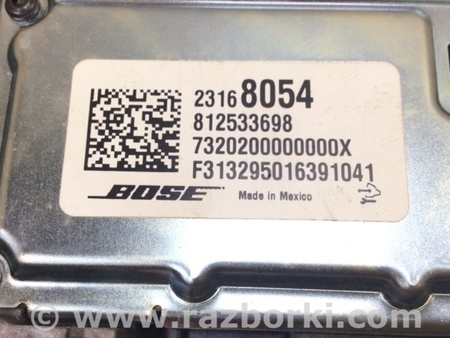 23168054
812533698
7320200000000X
F313295016391041
BOSE
Made in Mexico
www.razborki.com